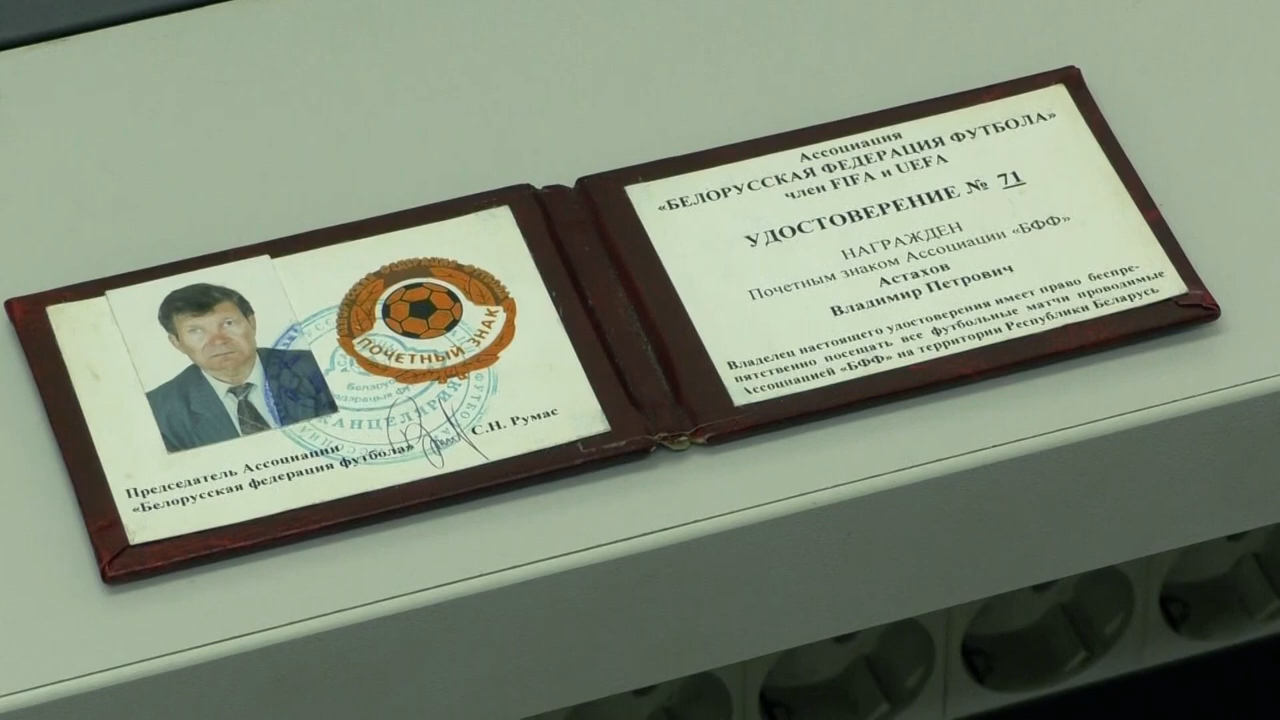 ПОЧЕТНЫЙ ЗНАК
КАНЦЕЛЯРИЯ
Председатель Ассоциации
«Белорусская федерация футбола»
С.Н. Румас
Ассоциация
«БЕЛОРУССКАЯ ФЕДЕРАЦИЯ ФУТБОЛА»
член FIFA и UEFA
УДОСТОВЕРЕНИЕ № 71
НАГРАЖДЕН
Почетным знаком Ассоциации «БФФ»
Астахов
Владимир Петрович
Владелец настоящего удостоверения имеет право беспре-
пятственно посещать все футбольные матчи проводимые
Ассоциацией «БФФ» на территории Республики Беларусь